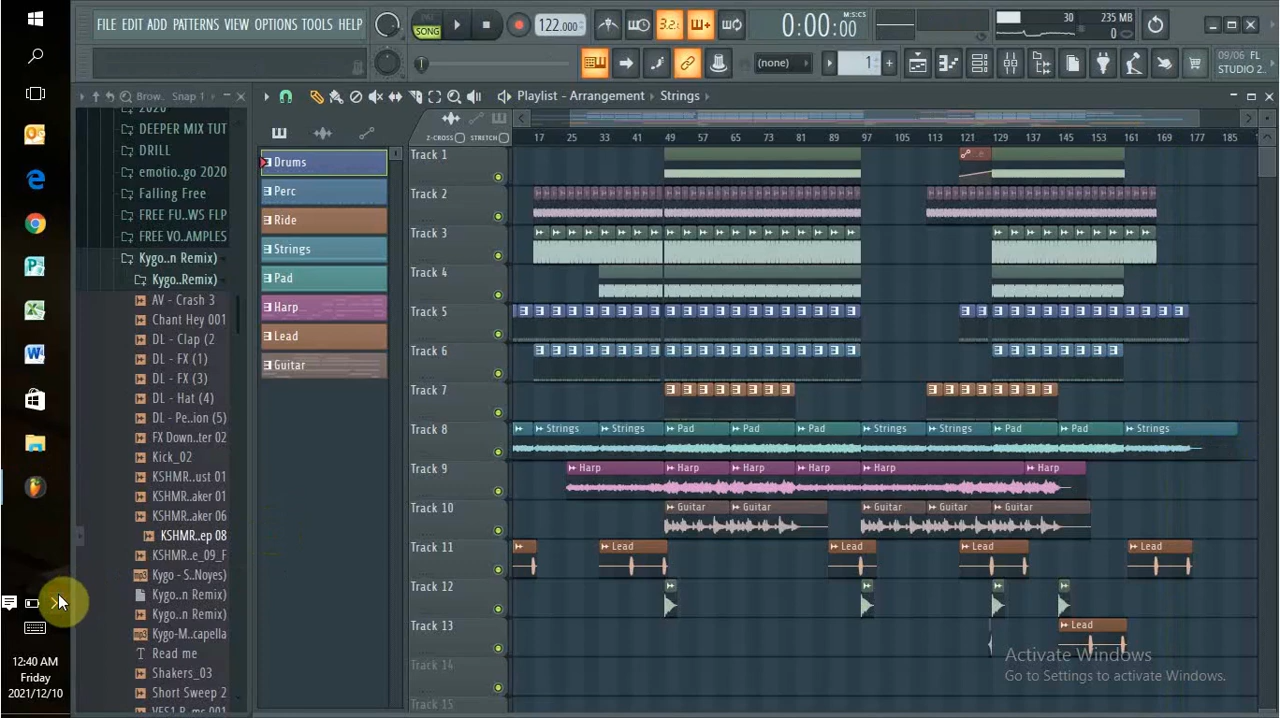 FILE EDIT ADD PATTERNS VIEW OPTIONS TOOLS HELP
SONG
122.000
3.2.
0:00:00
M:S:CS
30
235 MB
0
(none)
1
09/06 FL
STUDIO 2..
Brow.. Snap 1
Playlist - Arrangement Strings
Z-CROSS STRETCH
17 25 33 41 49 57 65 73 81 89 97 105 113 121 129 137 145 153 161 169 177 185
2020
DEEPER MIX TUT
DRILL
emotio..go 2020
Falling Free
FREE FU..WS FLP
FREE VO..AMPLES
Kygo..n Remix)
Kygo..Remix)
AV - Crash 3
Chant Hey 001
DL - Clap (2
DL - FX (1)
DL - FX (3)
DL - Hat (4)
DL - Pe..ion (5)
FX Down..ter 02
Kick_02
KSHMR..ust 01
KSHMR..aker 01
KSHMR..aker 06
KSHMR..ep 08
KSHMR..e_09_F
Kygo - S..Noyes)
Kygo..n Remix)
Kygo..n Remix)
Kygo-M..capella
Read me
Shakers_03
Short Sweep 2
Drums
Perc
Ride
Strings
Pad
Harp
Lead
Guitar
Track 1
Track 2
Track 3
Track 4
Track 5
Track 6
Track 7
Track 8
Strings Strings Pad Pad Pad Strings Strings Pad Pad Strings
Track 9
Harp Harp Harp Harp Harp Harp
Track 10
Guitar Guitar Guitar Guitar Guitar
Track 11
Lead Lead Lead Lead
Track 12
Track 13
Lead
Track 14
Track 15
Activate Windows
Go to Settings to activate Windows.
12:40 AM
Friday
2021/12/10